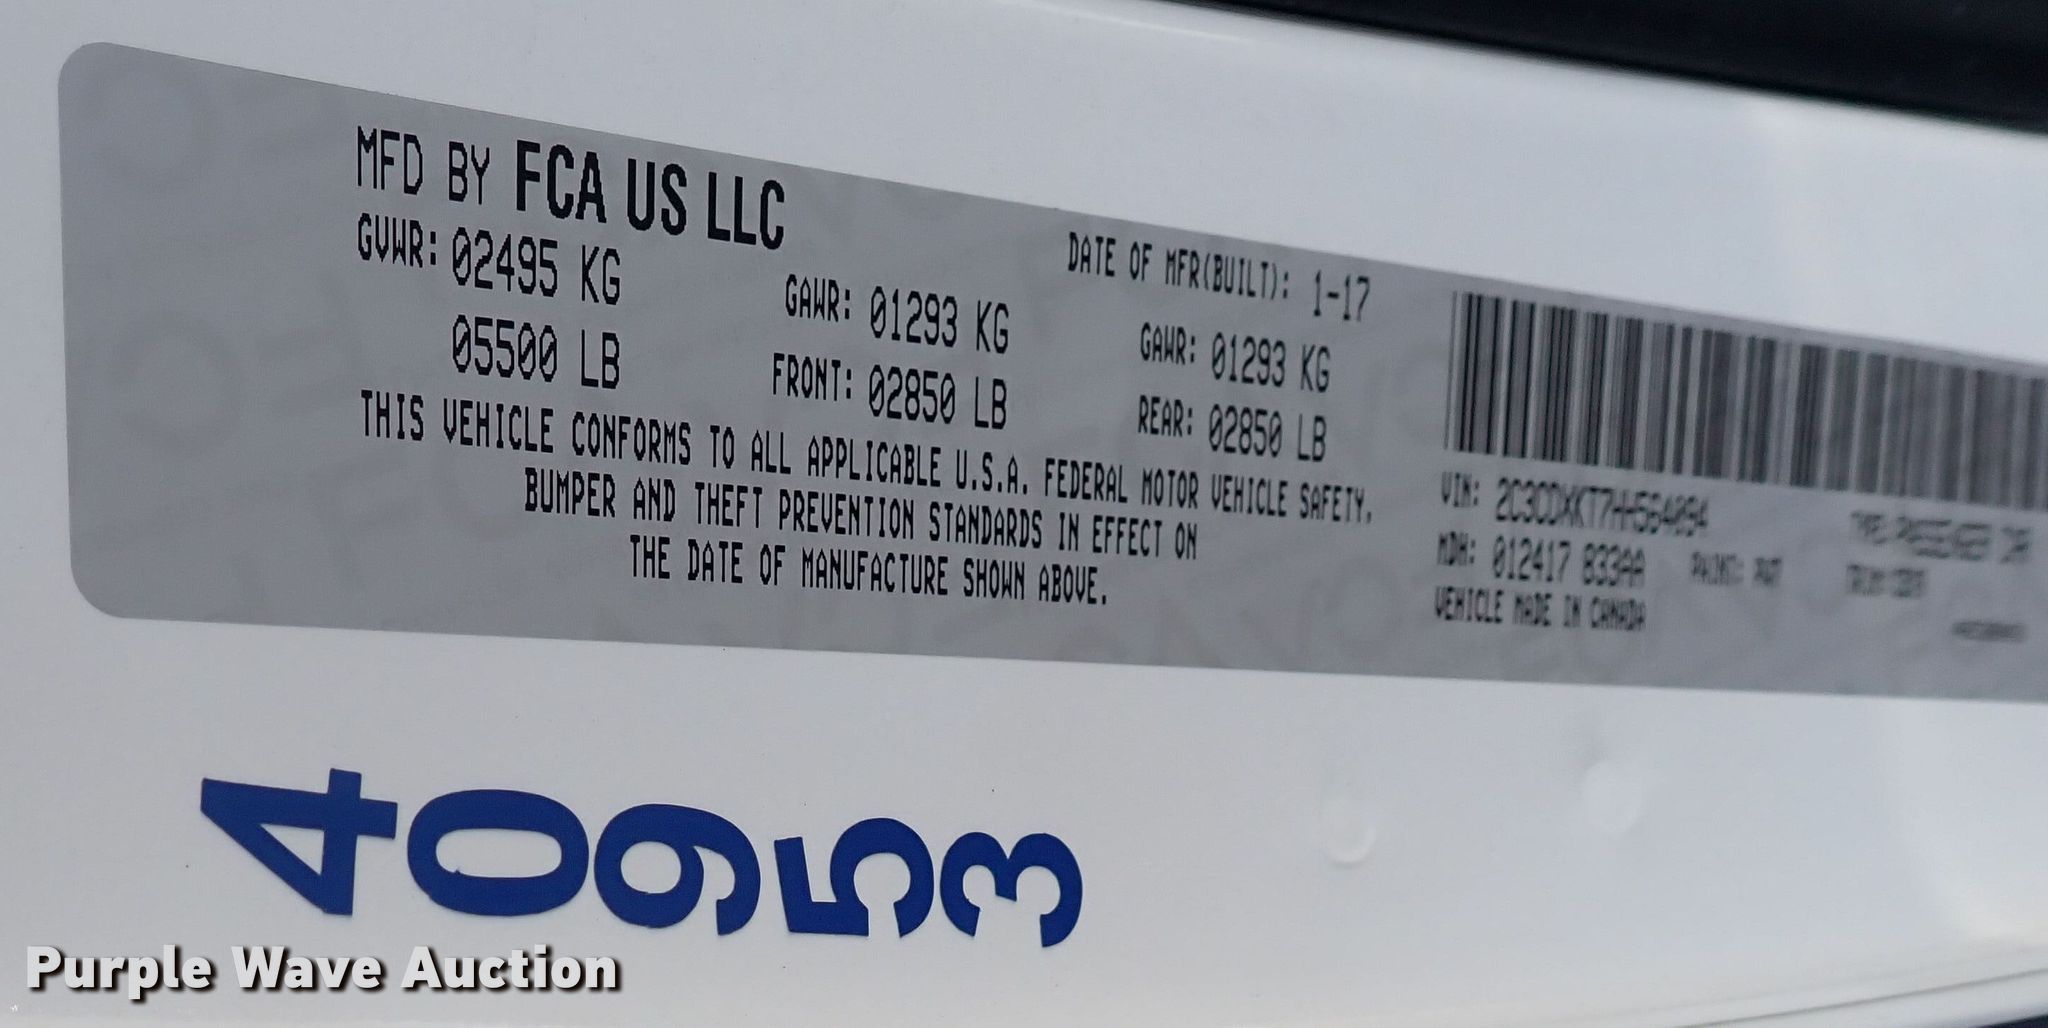 MFD BY FCA US LLC
DATE OF MFR(BUILT): 1-17
GVWR: 02495 KG
05500 LB
GAWR: 01293 KG
FRONT: 02850 LB
GAWR: 01293 KG
REAR: 02850 LB
THIS VEHICLE CONFORMS TO ALL APPLICABLE U.S.A. FEDERAL MOTOR VEHICLE SAFETY,
BUMPER AND THEFT PREVENTION STANDARDS IN EFFECT ON
THE DATE OF MANUFACTURE SHOWN ABOVE.
VIN: 2C3CDXKT7HH564094
MDH: 012417 833AA PAINT:
VEHICLE MADE IN CANADA
40953
Purple Wave Auction